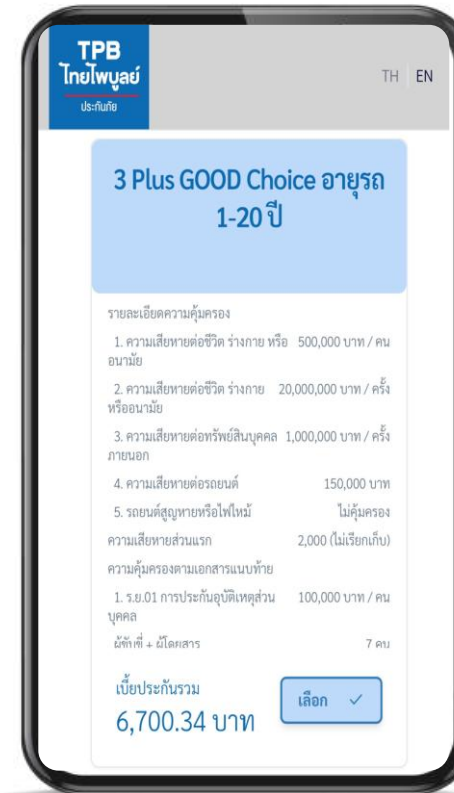 TPB
ไทยไพบูลย์
ประกันภัย
TH EN
3 Plus GOOD Choice อายุรถ
1-20 ปี
รายละเอียดความคุ้มครอง
1. ความเสียหายต่อชีวิต ร่างกาย หรือ 500,000 บาท / คน
อนามัย
2. ความเสียหายต่อชีวิต ร่างกาย 20,000,000 บาท / ครั้ง
หรืออนามัย
3. ความเสียหายต่อทรัพย์สินบุคคล 1,000,000 บาท / ครั้ง
ภายนอก
4. ความเสียหายต่อรถยนต์ 150,000 บาท
5. รถยนต์สูญหายหรือไฟไหม้ ไม่คุ้มครอง
ความเสียหายส่วนแรก 2,000 (ไม่เรียกเก็บ)
ความคุ้มครองตามเอกสารแนบท้าย
1. ร.ย.01 การประกันอุบัติเหตุส่วน 100,000 บาท / คน
บุคคล
ผู้ขับขี่ + ผู้โดยสาร 7 คน
เบี้ยประกันรวม
6,700.34 บาท
เลือก